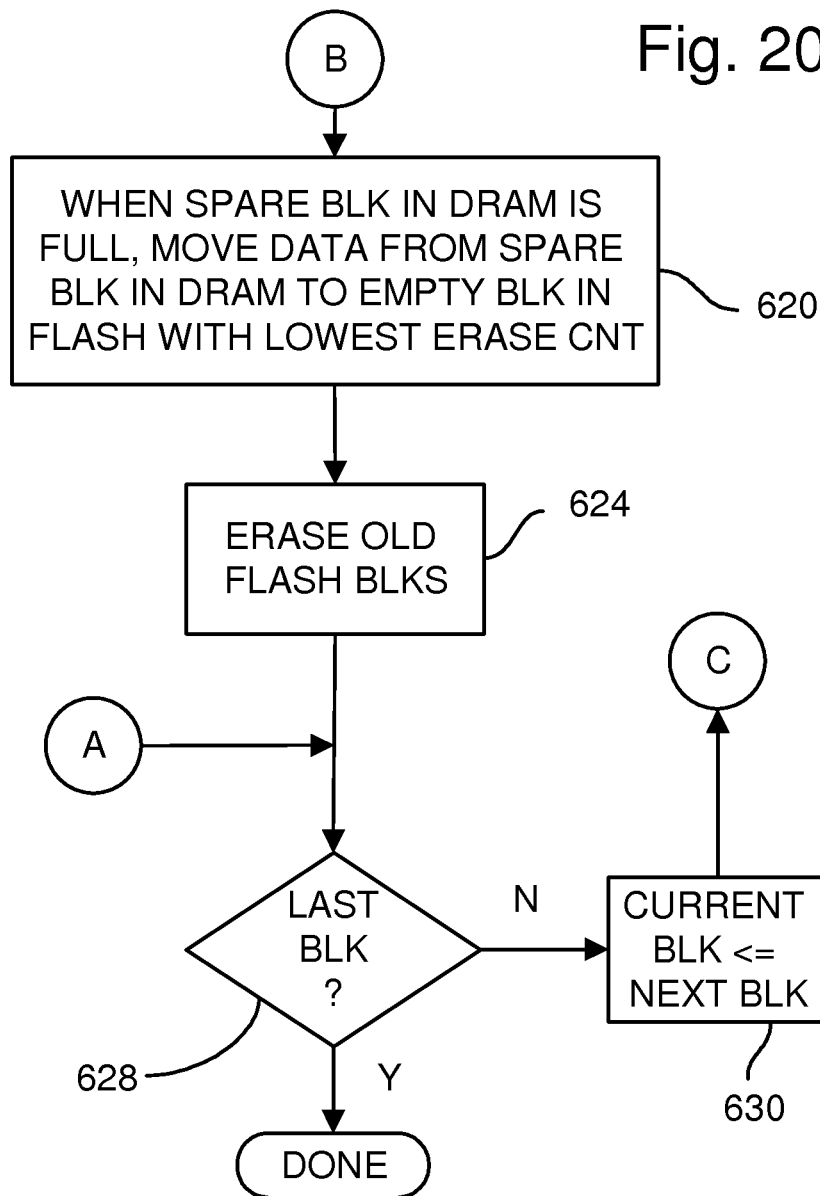 B
Fig. 20
WHEN SPARE BLK IN DRAM IS
FULL, MOVE DATA FROM SPARE
BLK IN DRAM TO EMPTY BLK IN
FLASH WITH LOWEST ERASE CNT
620
ERASE OLD
FLASH BLKS
624
C
A
LAST
BLK
?
N
CURRENT
BLK <=
NEXT BLK
628
Y
630
DONE